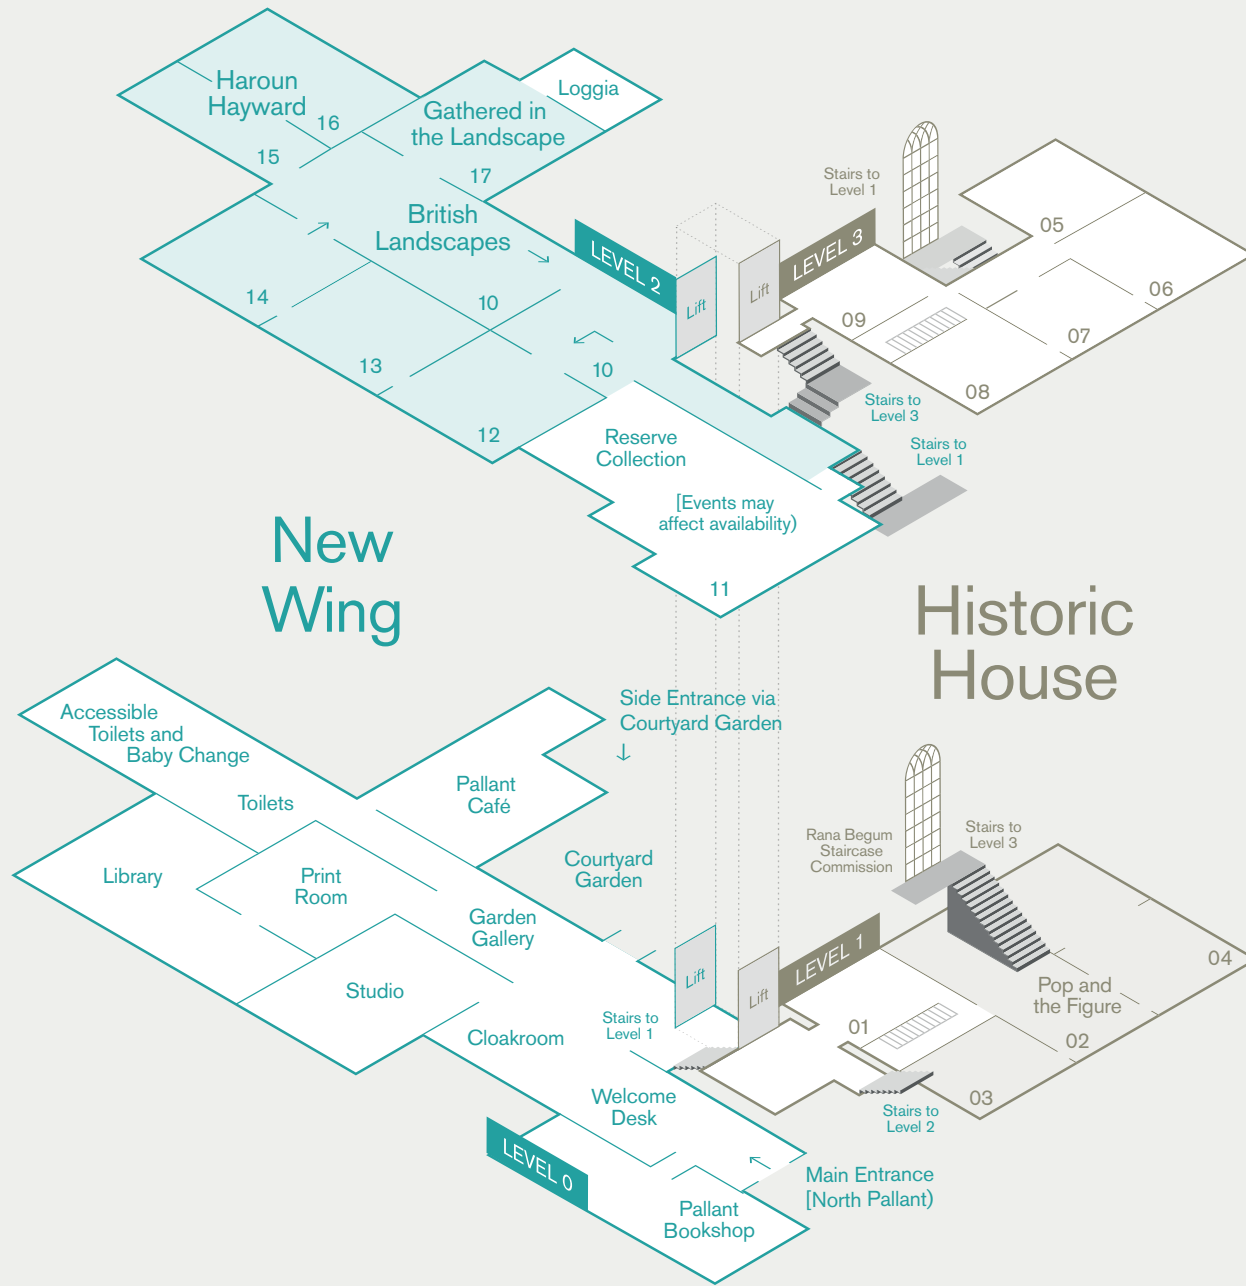 Haroun
Hayward
16
15
Gathered in
the Landscape
Loggia
17
British
Landscapes
LEVEL 2
Lift
Lift
LEVEL 3
Stairs to
Level 1
05
06
07
08
09
14
10
13
10
12
Reserve
Collection
[Events may
affect availability)
11
Stairs to
Level 3
Stairs to
Level 1
New
Wing
Historic
House
Accessible
Toilets and
Baby Change
Toilets
Pallant
Café
Side Entrance via
Courtyard Garden
Library
Print
Room
Courtyard
Garden
Garden
Gallery
Studio
Cloakroom
Stairs to
Level 1
Lift
Lift
LEVEL 1
Rana Begum
Staircase
Commission
Stairs to
Level 3
04
Pop and
the Figure
01
02
03
Stairs to
Level 2
Welcome
Desk
LEVEL 0
Main Entrance
[North Pallant)
Pallant
Bookshop